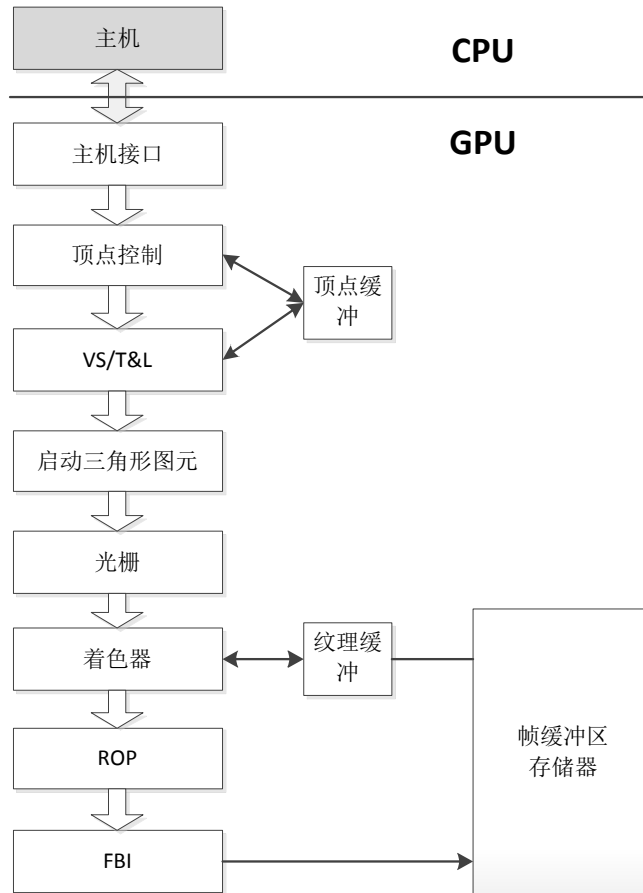 主机
CPU
GPU
主机接口
顶点控制
顶点缓
冲
VS/T&L
启动三角形图元
光栅
着色器
纹理缓
冲
ROP
帧缓冲区
存储器
FBI